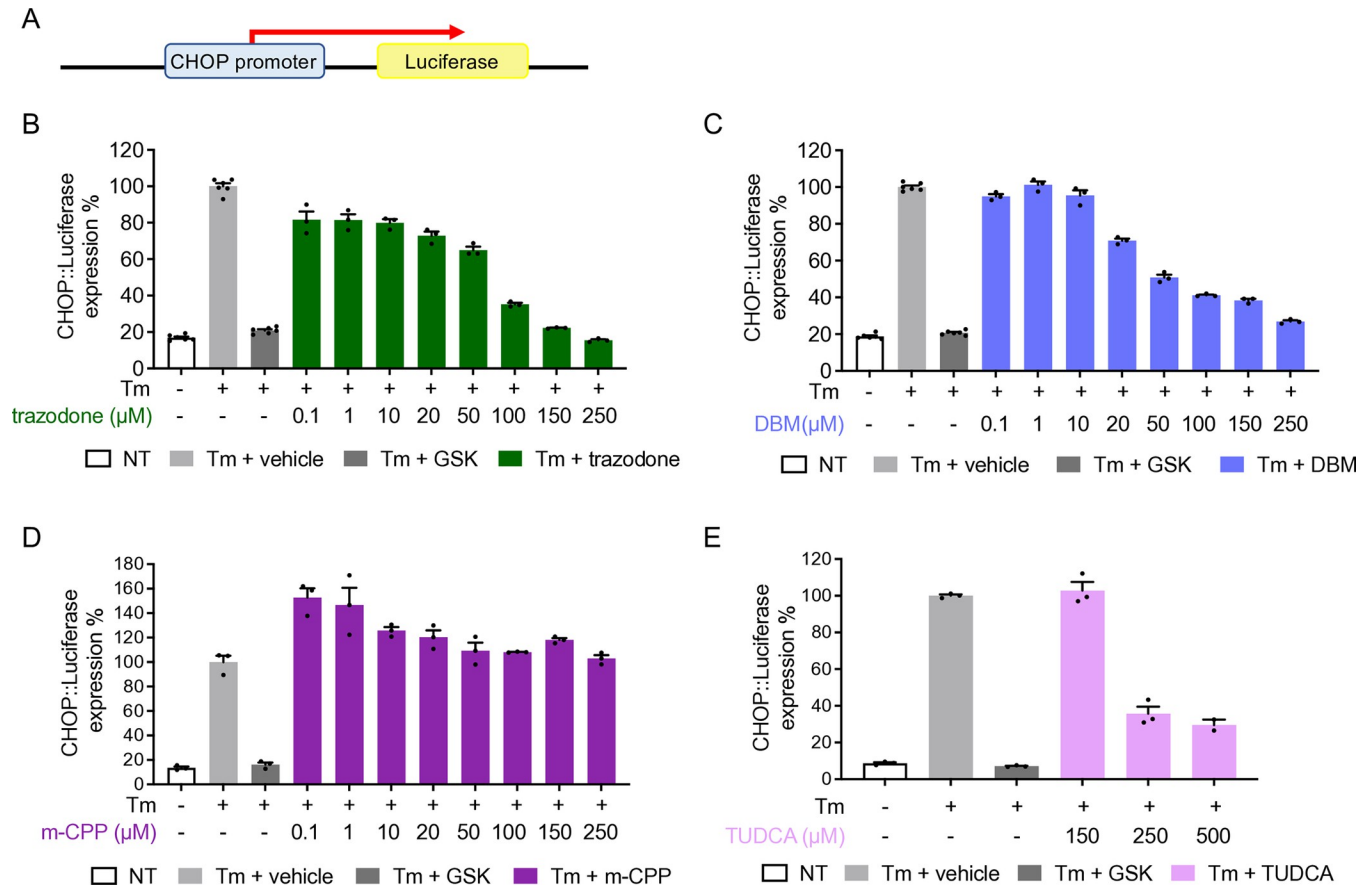 A
CHOP promoter
Luciferase
B
CHOP::Luciferase
expression %
120
100
80
60
40
20
0
Tm - + + + + + + + + + +
trazodone (µM) - - - 0.1 1 10 20 50 100 150 250
NT Tm + vehicle Tm + GSK Tm + trazodone
C
CHOP::Luciferase
expression %
120
100
80
60
40
20
0
Tm - + + + + + + + + + +
DBM(µM) - - - 0.1 1 10 20 50 100 150 250
NT Tm + vehicle Tm + GSK Tm + DBM
D
CHOP::Luciferase
expression %
180
160
140
120
100
80
60
40
20
0
Tm - + + + + + + + + + +
m-CPP (µM) - - - 0.1 1 10 20 50 100 150 250
NT Tm + vehicle Tm + GSK Tm + m-CPP
E
CHOP::Luciferase
expression %
120
100
80
60
40
20
0
Tm - + + + + +
TUDCA (µM) - - - 150 250 500
NT Tm + vehicle Tm + GSK Tm + TUDCA